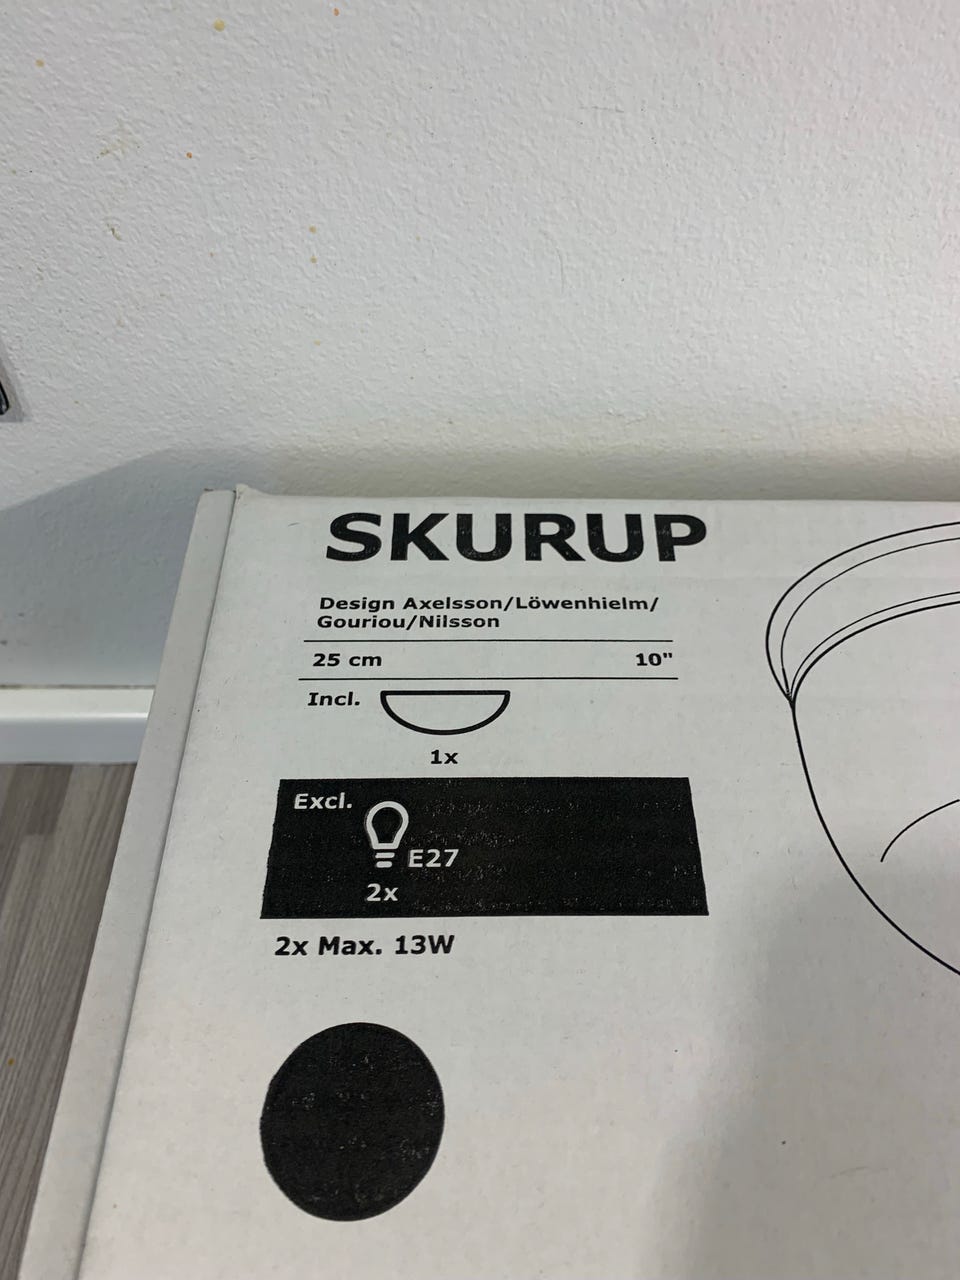 SKURUP
Design Axelsson/Löwenhielm/
Gouriou/Nilsson
25 cm 10"
Incl.
1x
Excl.
E27
2x
2x Max. 13W